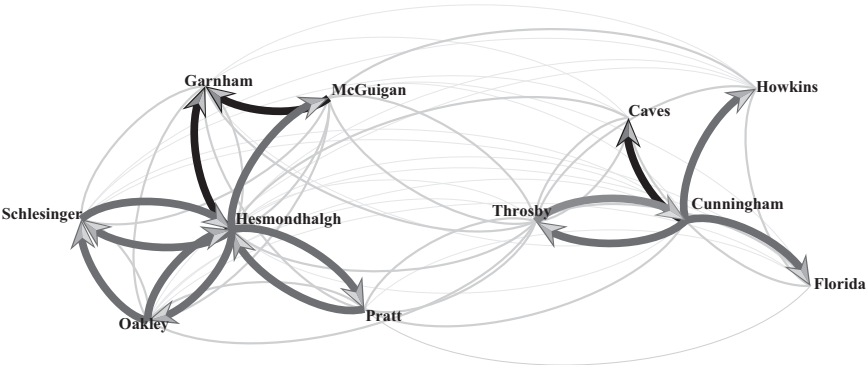 Garnham
McGuigan
Howkins
Caves
Schlesinger
Hesmondhalgh
Throsby
Cunningham
Florida
Oakley
Pratt